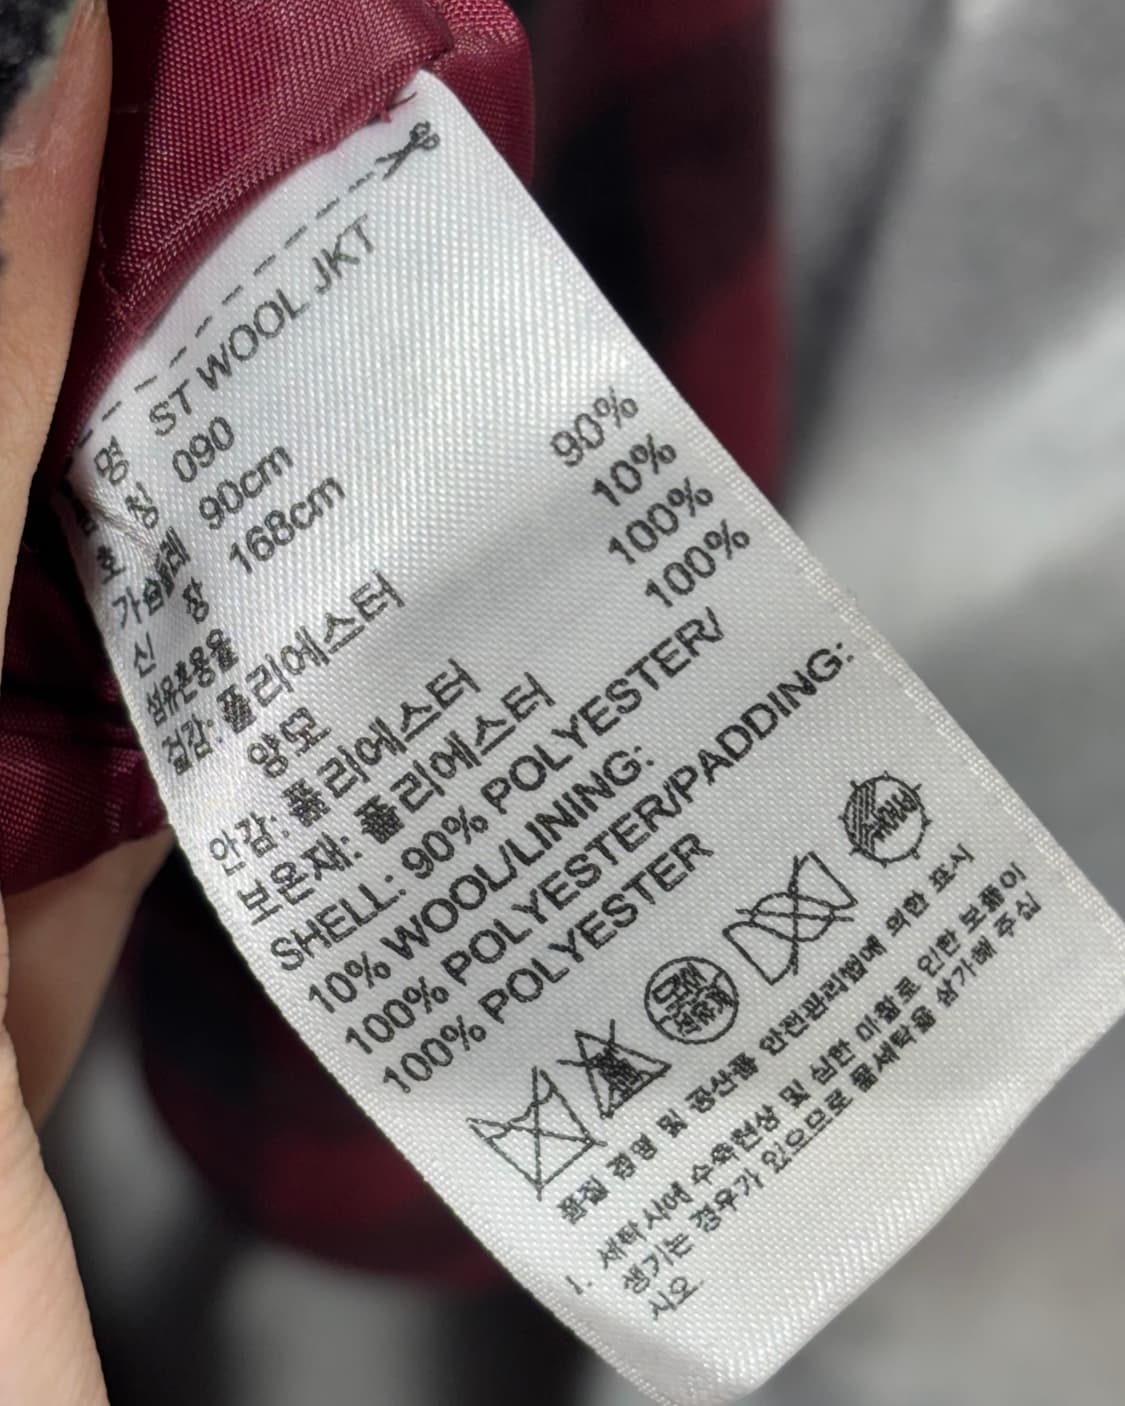 ST WOOL JKT
품 명
호 칭 090
가슴둘레 90cm
신 장 168cm
섬유혼용율
겉감: 폴리에스터 90%
양모 10%
안감: 폴리에스터 100%
보온재: 폴리에스터 100%
SHELL: 90% POLYESTER/
10% WOOL/LINING:
100% POLYESTER/PADDING:
100% POLYESTER
품질 경영 및 공산품 안전관리법에 의한 표시
1. 세탁시에 수축현상 및 심한 마찰로 인한 보풀이
생기는 경우가 있으므로 물세탁을 삼가해 주십
시오.